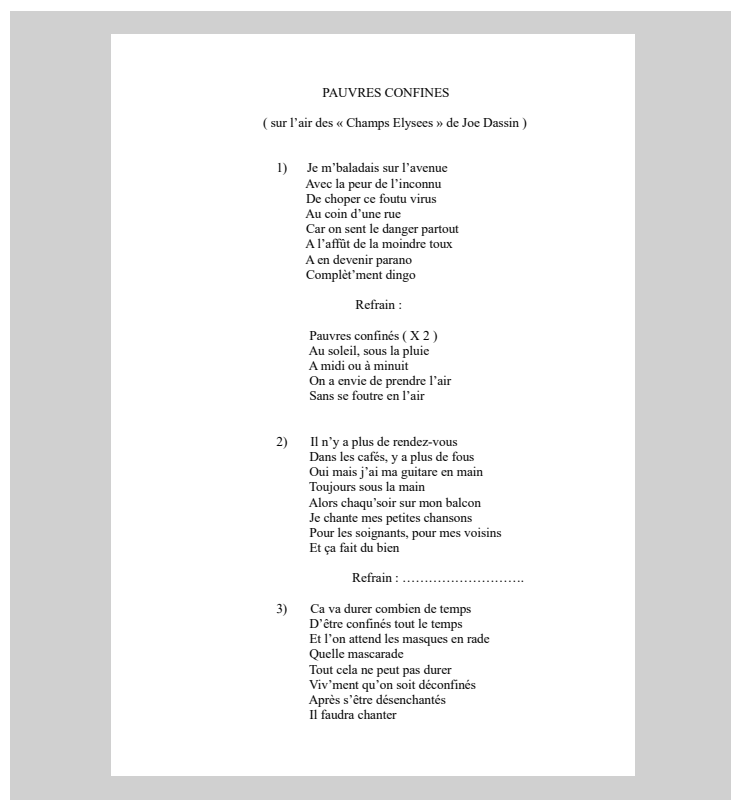 PAUVRES CONFINES
( sur l’air des « Champs Elysees » de Joe Dassin )
1) Je m’baladais sur l’avenue
Avec la peur de l’inconnu
De choper ce foutu virus
Au coin d’une rue
Car on sent le danger partout
A l’affût de la moindre toux
A en devenir parano
Complèt’ment dingo
Refrain :
Pauvres confinés ( X 2 )
Au soleil, sous la pluie
A midi ou à minuit
On a envie de prendre l’air
Sans se foutre en l’air
2) Il n’y a plus de rendez-vous
Dans les cafés, y a plus de fous
Oui mais j’ai ma guitare en main
Toujours sous la main
Alors chaqu’soir sur mon balcon
Je chante mes petites chansons
Pour les soignants, pour mes voisins
Et ça fait du bien
Refrain : ………………………..
3) Ca va durer combien de temps
D’être confinés tout le temps
Et l’on attend les masques en rade
Quelle mascarade
Tout cela ne peut pas durer
Viv’ment qu’on soit déconfinés
Après s’être désenchantés
Il faudra chanter